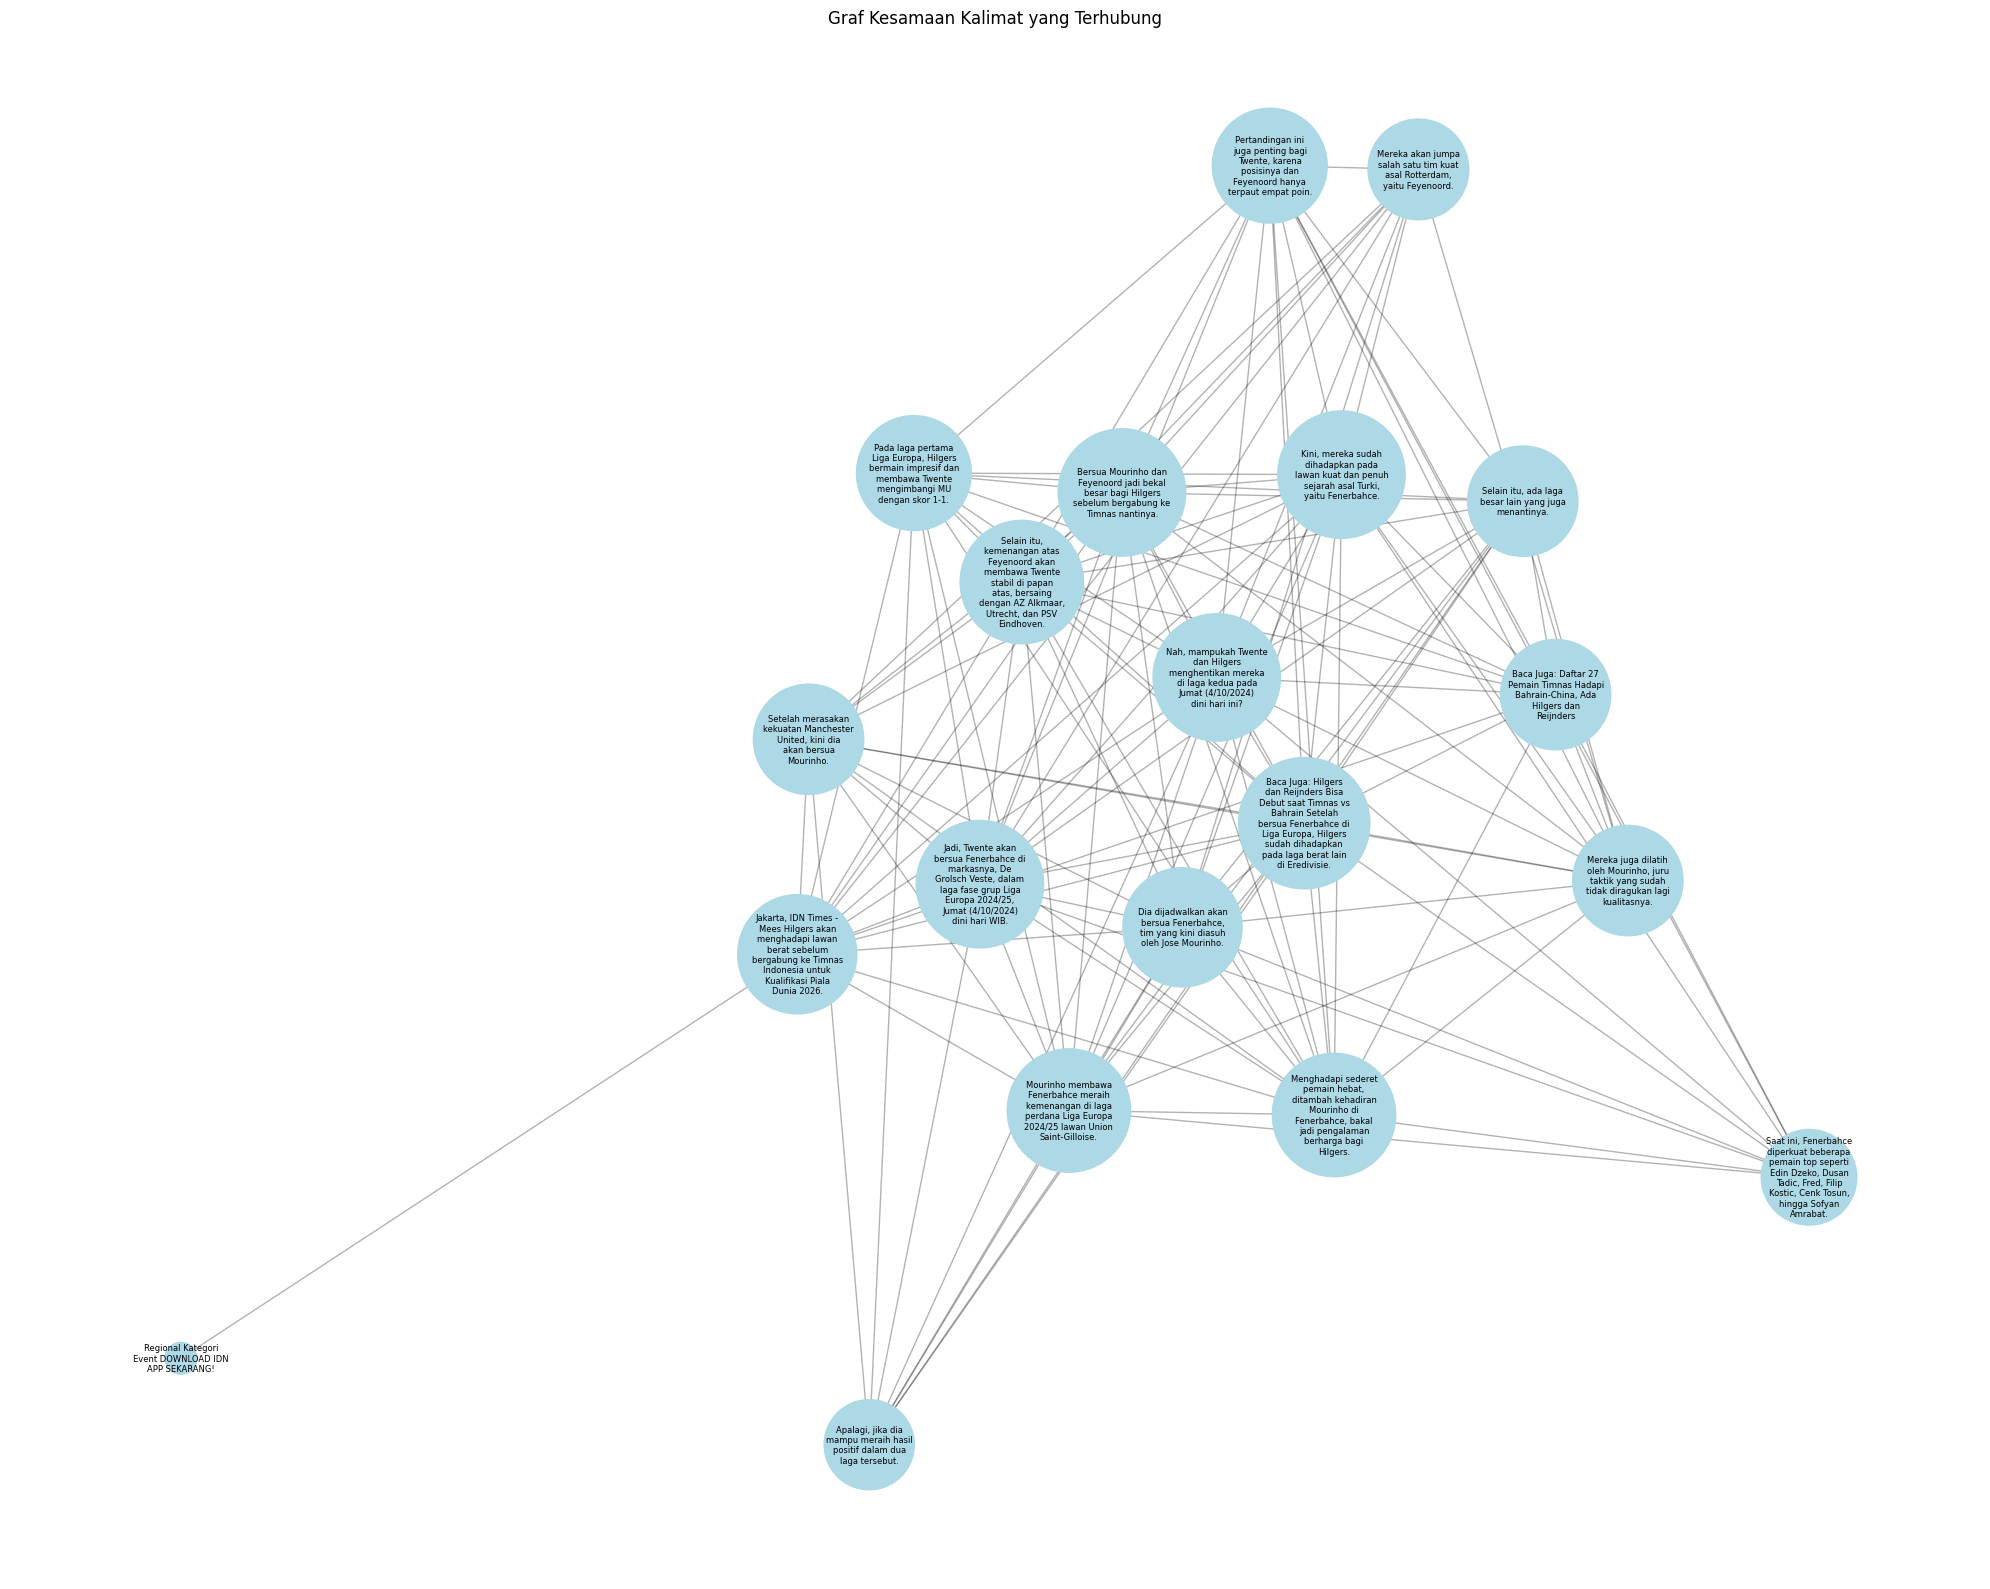 Graf Kesamaan Kalimat yang Terhubung
Pertandingan ini
juga penting bagi
Twente, karena
posisinya dan
Feyenoord hanya
terpaut empat poin.
Mereka akan jumpa
salah satu tim kuat
asal Rotterdam,
yaitu Feyenoord.
Pada laga pertama
Liga Europa, Hilgers
bermain impresif dan
membawa Twente
mengimbangi MU
dengan skor 1-1.
Bersua Mourinho dan
Feyenoord jadi bekal
besar bagi Hilgers
sebelum bergabung ke
Timnas nantinya.
Kini, mereka sudah
dihadapkan pada
lawan kuat dan penuh
sejarah asal Turki,
yaitu Fenerbahce.
Selain itu, ada laga
besar lain yang juga
menantinya.
Selain itu,
kemenangan atas
Feyenoord akan
membawa Twente
stabil di papan
atas, bersaing
dengan AZ Alkmaar,
Utrecht, dan PSV
Eindhoven.
Nah, mampukah Twente
dan Hilgers
menghentikan mereka
di laga kedua pada
Jumat (4/10/2024)
dini hari ini?
Baca Juga: Daftar 27
Pemain Timnas Hadapi
Bahrain-China, Ada
Hilgers dan
Reijnders
Setelah merasakan
kekuatan Manchester
United, kini dia
akan bersua
Mourinho.
Baca Juga: Hilgers
dan Reijnders Bisa
Debut saat Timnas vs
Bahrain Setelah
bersua Fenerbahce di
Liga Europa, Hilgers
sudah dihadapkan
pada laga berat lain
di Eredivisie.
Jadi, Twente akan
bersua Fenerbahce di
markasnya, De
Grolsch Veste, dalam
laga fase grup Liga
Europa 2024/25,
Jumat (4/10/2024)
dini hari WIB.
Mereka juga dilatih
oleh Mourinho, juru
taktik yang sudah
tidak diragukan lagi
kualitasnya.
Dia dijadwalkan akan
bersua Fenerbahce,
tim yang kini diasuh
oleh Jose Mourinho.
Jakarta, IDN Times -
Mees Hilgers akan
menghadapi lawan
berat sebelum
bergabung ke Timnas
Indonesia untuk
Kualifikasi Piala
Dunia 2026.
Mourinho membawa
Fenerbahce meraih
kemenangan di laga
perdana Liga Europa
2024/25 lawan Union
Saint-Gilloise.
Menghadapi sederet
pemain hebat,
ditambah kehadiran
Mourinho di
Fenerbahce, bakal
jadi pengalaman
berharga bagi
Hilgers.
Saat ini, Fenerbahce
diperkuat beberapa
pemain top seperti
Edin Dzeko, Dusan
Tadic, Fred, Filip
Kostic, Cenk Tosun,
hingga Sofyan
Amrabat.
Regional Kategori
Event DOWNLOAD IDN
APP SEKARANG!
Apalagi, jika dia
mampu meraih hasil
positif dalam dua
laga tersebut.